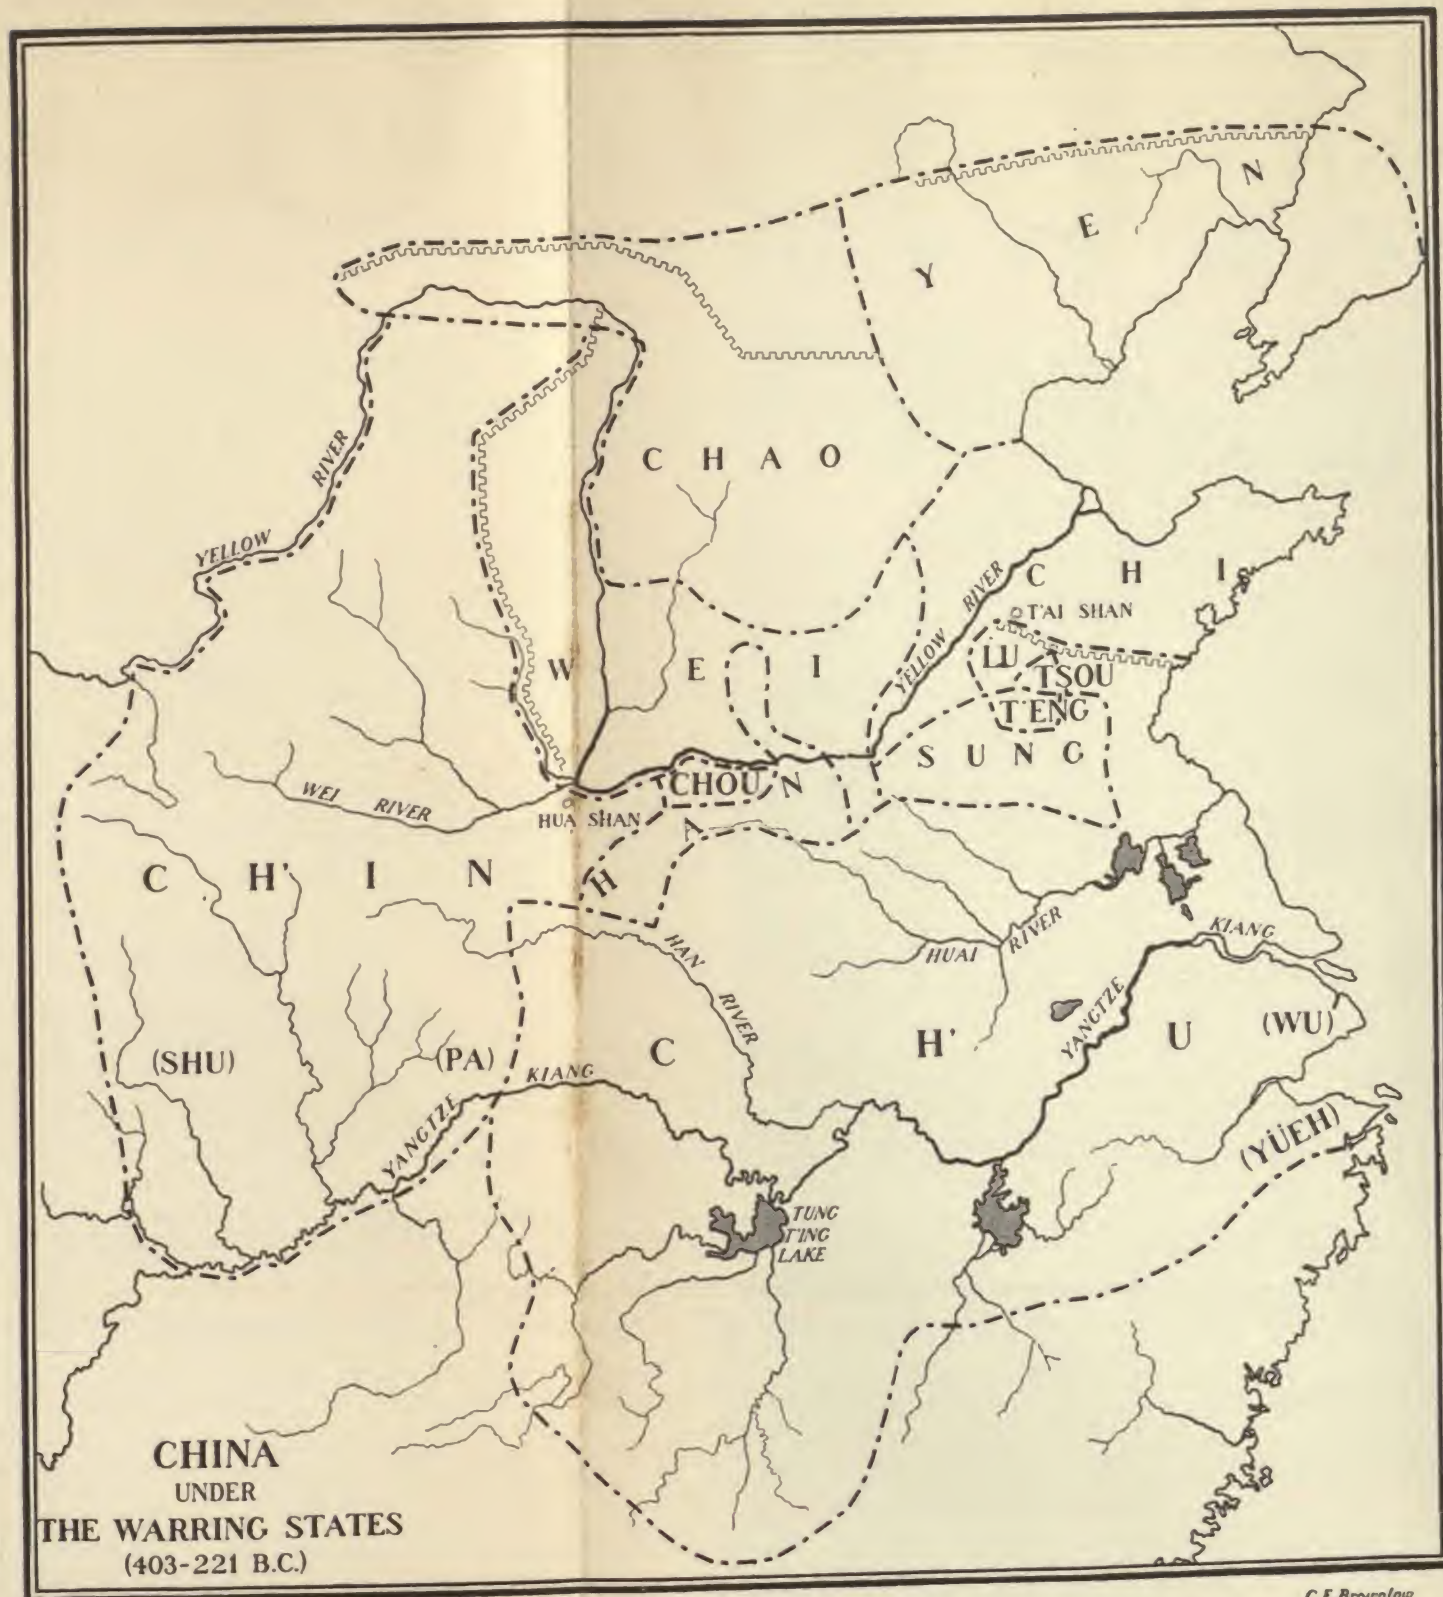 Y E N
C H A O
YELLOW RIVER
C H I
T'AI SHAN
YELLOW RIVER
W E I
LU
TSOU
T'ENG
S U N G
CHOU
H A N
WEI RIVER
HUA SHAN
C H' I N
HAN RIVER
HUAI RIVER
YANGTZE KIANG
(SHU)
(PA)
C H' U
(WU)
YANGTZE KIANG
(YÜEH)
TUNG
T'ING
LAKE
CHINA
UNDER
THE WARRING STATES
(403-221 B.C.)